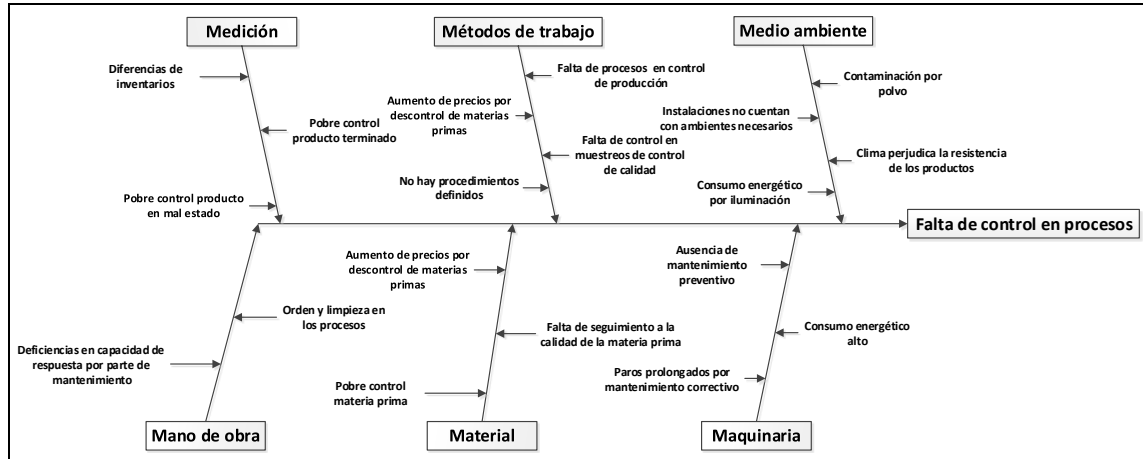 Medición
Métodos de trabajo
Medio ambiente
Diferencias de
inventarios
Pobre control
producto terminado
Pobre control producto
en mal estado
Falta de procesos en control
de producción
Aumento de precios por
descontrol de materias
primas
Falta de control en
muestreos de control
de calidad
No hay procedimientos
definidos
Contaminación por
polvo
Instalaciones no cuentan
con ambientes necesarios
Clima perjudica la resistencia
de los productos
Consumo energético
por iluminación
Falta de control en procesos
Orden y limpieza en
los procesos
Deficiencias en capacidad de
respuesta por parte de
mantenimiento
Aumento de precios por
descontrol de materias
primas
Falta de seguimiento a la
calidad de la materia prima
Pobre control
materia prima
Ausencia de
mantenimiento
preventivo
Consumo energético
alto
Paros prolongados por
mantenimiento correctivo
Mano de obra
Material
Maquinaria